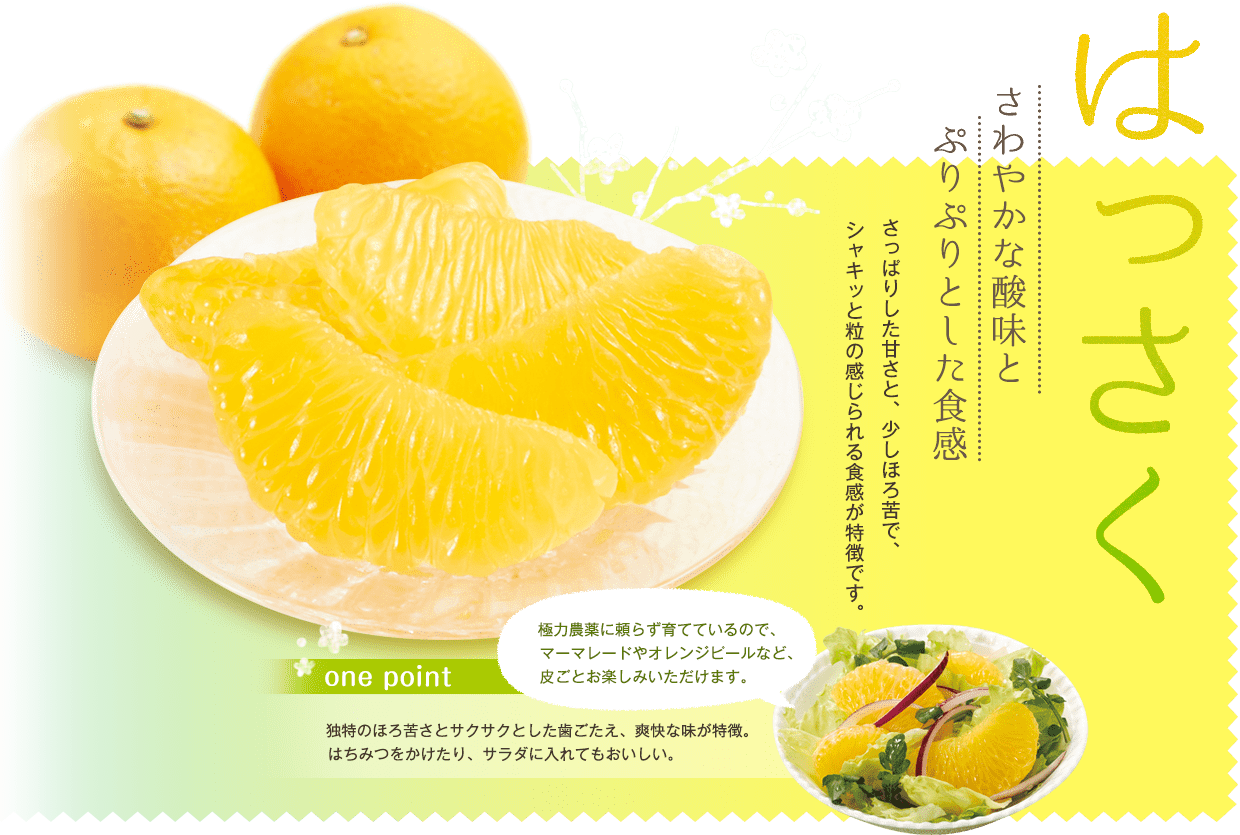 はっさく
さわやかな酸味と
ぷりぷりとした食感
さっぱりした甘さと、少しほろ苦で、
シャキッと粒の感じられる食感が特徴です。
極力農薬に頼らず育てているので、
マーマレードやオレンジピールなど、
皮ごとお楽しみいただけます。
one point
独特のほろ苦さとサクサクとした歯ごたえ、爽快な味が特徴。
はちみつをかけたり、サラダに入れてもおいしい。